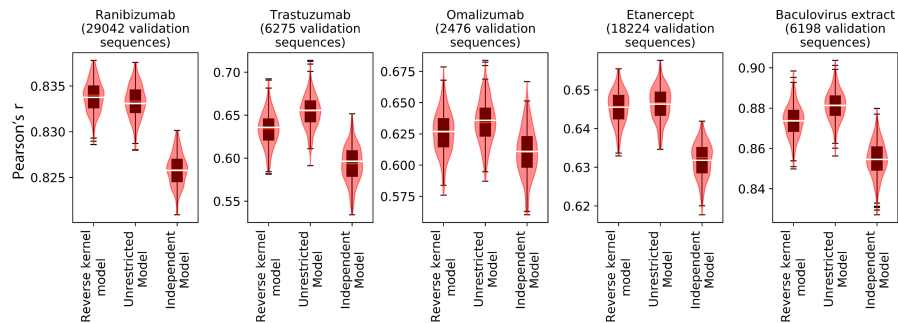 Ranibizumab
(29042 validation
sequences)
Trastuzumab
(6275 validation
sequences)
Omalizumab
(2476 validation
sequences)
Etanercept
(18224 validation
sequences)
Baculovirus extract
(6198 validation
sequences)
Pearson's r
0.835
0.830
0.825
0.70
0.65
0.60
0.55
0.675
0.650
0.625
0.600
0.575
0.65
0.64
0.63
0.62
0.90
0.88
0.86
0.84
Reverse kernel
model
Unrestricted
Model
Independent
Model
Reverse kernel
model
Unrestricted
Model
Independent
Model
Reverse kernel
model
Unrestricted
Model
Independent
Model
Reverse kernel
model
Unrestricted
Model
Independent
Model
Reverse kernel
model
Unrestricted
Model
Independent
Model